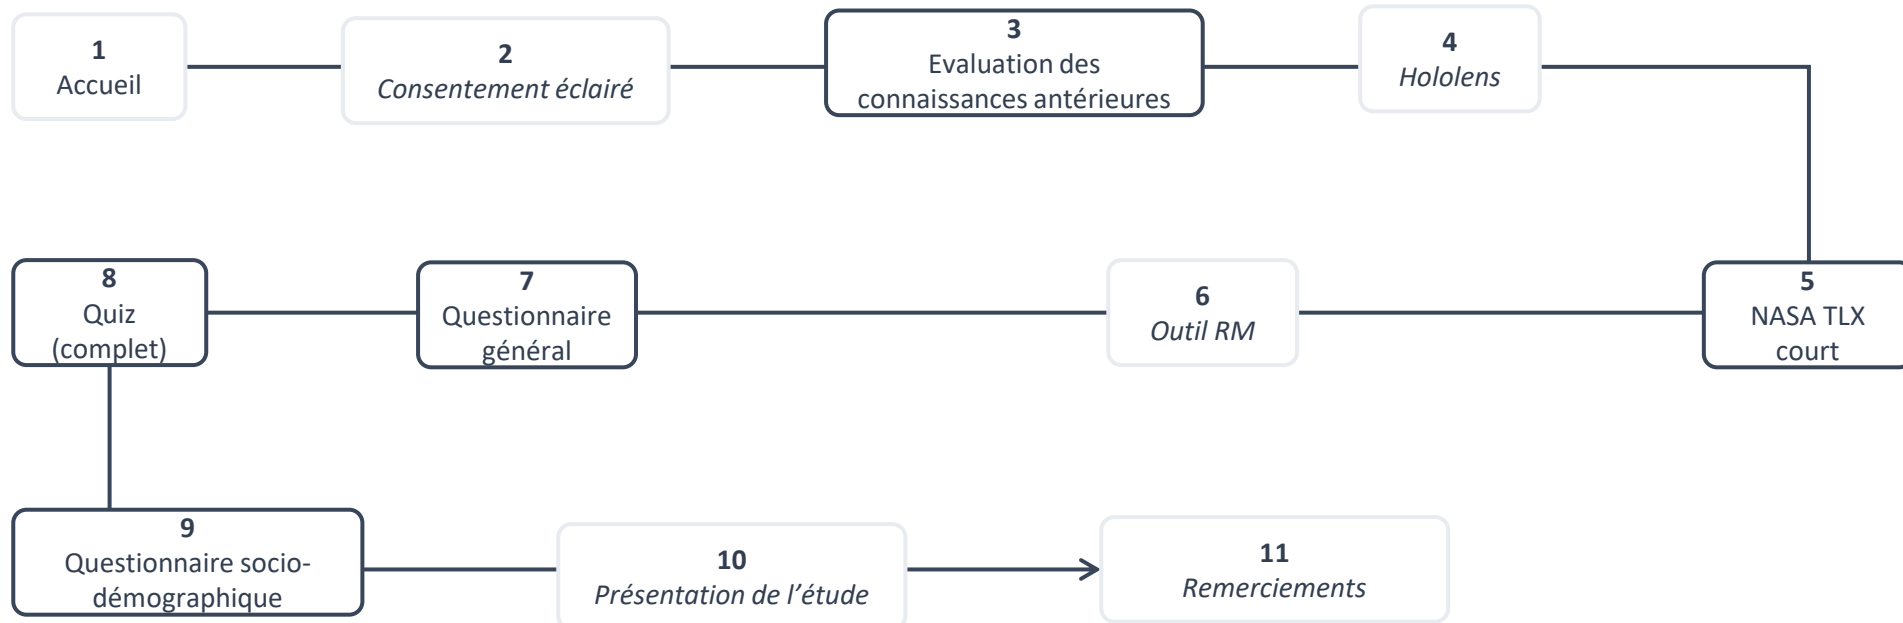 1
Accueil
2
Consentement éclairé
3
Evaluation des
connaissances antérieures
4
Hololens
5
NASA TLX
court
6
Outil RM
7
Questionnaire
général
8
Quiz
(complet)
9
Questionnaire socio-
démographique
10
Présentation de l’étude
11
Remerciements